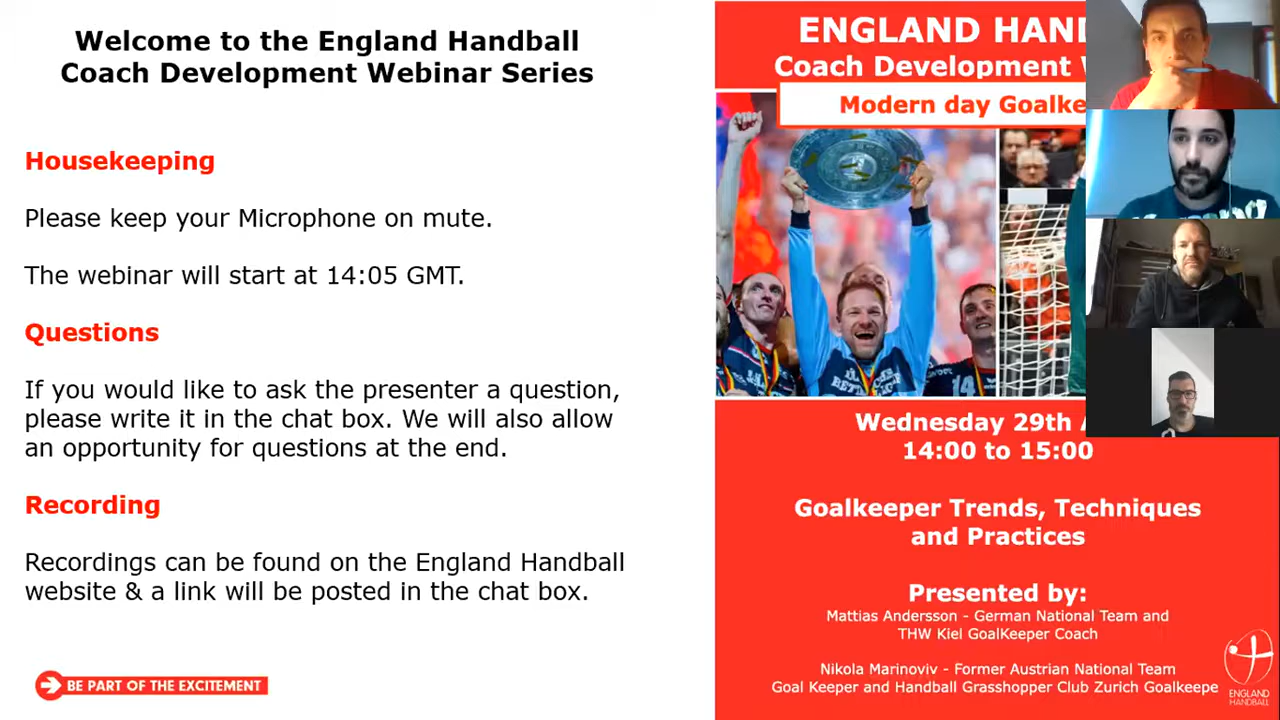 Welcome to the England Handball
Coach Development Webinar Series
Housekeeping
Please keep your Microphone on mute.
The webinar will start at 14:05 GMT.
Questions
If you would like to ask the presenter a question,
please write it in the chat box. We will also allow
an opportunity for questions at the end.
Recording
Recordings can be found on the England Handball
website & a link will be posted in the chat box.
BE PART OF THE EXCITEMENT
ENGLAND
Coach Development
Modern day
14
Wednesday 29th
14:00 to 15:00
Goalkeeper Trends, Techniques
and Practices
Presented by:
Mattias Andersson - German National Team and
THW Kiel GoalKeeper Coach
Nikola Marinoviv - Former Austrian National Team
Goal Keeper and Handball Grasshopper Club Zurich Goalkeepe
ENGLAND
HANDBALL